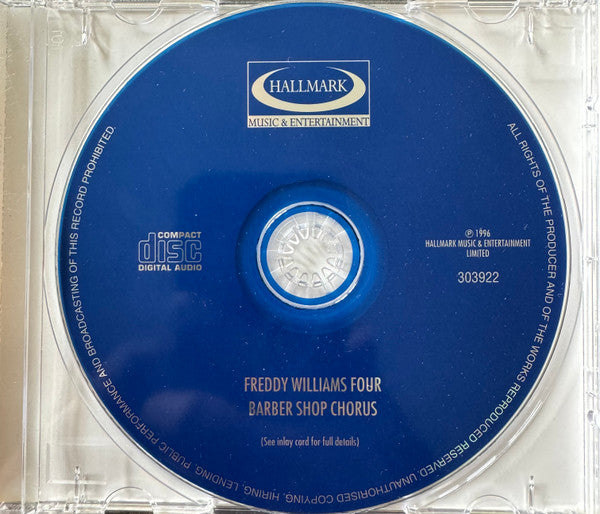 HALLMARK
MUSIC & ENTERTAINMENT
COMPACT
disc
DIGITAL AUDIO
℗ 1996
HALLMARK MUSIC & ENTERTAINMENT
LIMITED
303922
FREDDY WILLIAMS FOUR
BARBER SHOP CHORUS
(See inlay card for full details)
ALL RIGHTS OF THE PRODUCER AND OF THE WORKS REPRODUCED RESERVED. UNAUTHORISED COPYING, HIRING, LENDING, PUBLIC PERFORMANCE AND BROADCASTING OF THIS RECORD PROHIBITED.